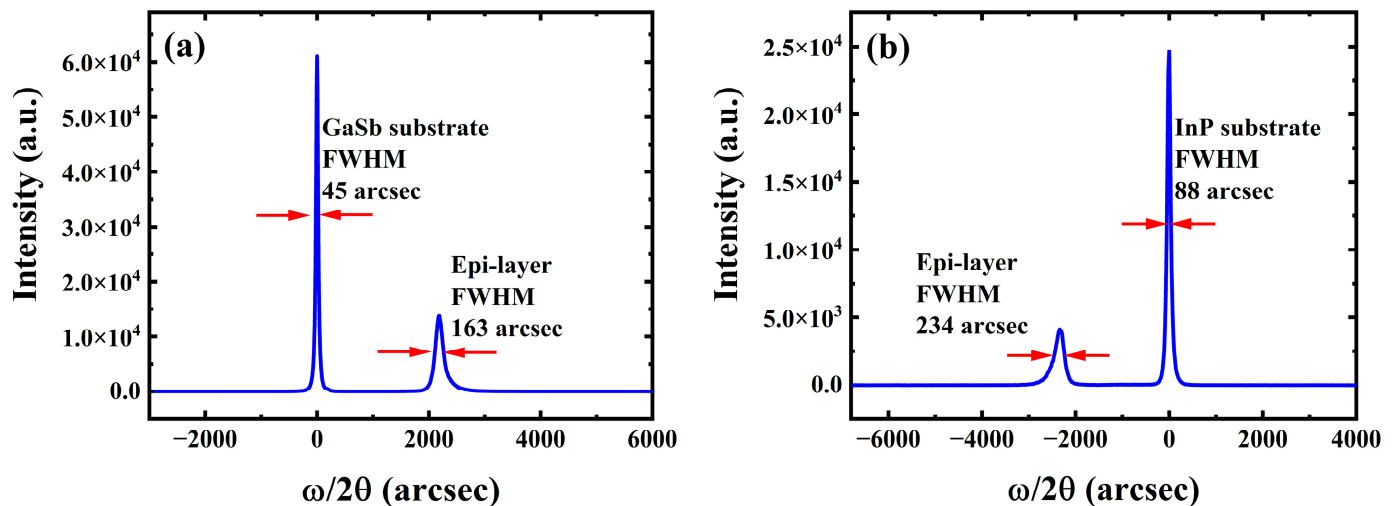 (a)
Intensity (a.u.)
6.0×10⁴
5.0×10⁴
4.0×10⁴
3.0×10⁴
2.0×10⁴
1.0×10⁴
0.0
GaSb substrate
FWHM
45 arcsec
Epi-layer
FWHM
163 arcsec
−2000 0 2000 4000 6000
ω/2θ (arcsec)
(b)
Intensity (a.u.)
2.5×10⁴
2.0×10⁴
1.5×10⁴
1.0×10⁴
5.0×10³
0.0
InP substrate
FWHM
88 arcsec
Epi-layer
FWHM
234 arcsec
−6000 −4000 −2000 0 2000 4000
ω/2θ (arcsec)